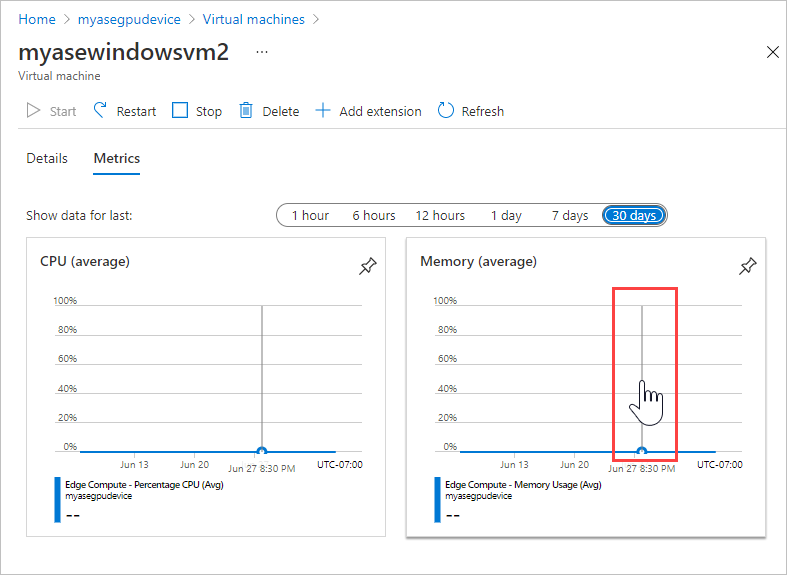 Home > myasegpudevice > Virtual machines >
myasewindowsvm2 ...
Virtual machine
Start Restart Stop Delete Add extension Refresh
Details Metrics
Show data for last: 1 hour 6 hours 12 hours 1 day 7 days 30 days
CPU (average)
100%
80%
60%
40%
20%
0%
Jun 13 Jun 20 Jun 27 8:30 PM UTC-07:00
Edge Compute - Percentage CPU (Avg)
myasegpudevice
--
Memory (average)
100%
80%
60%
40%
20%
0%
Jun 13 Jun 20 Jun 27 8:30 PM UTC-07:00
Edge Compute - Memory Usage (Avg)
myasegpudevice
--